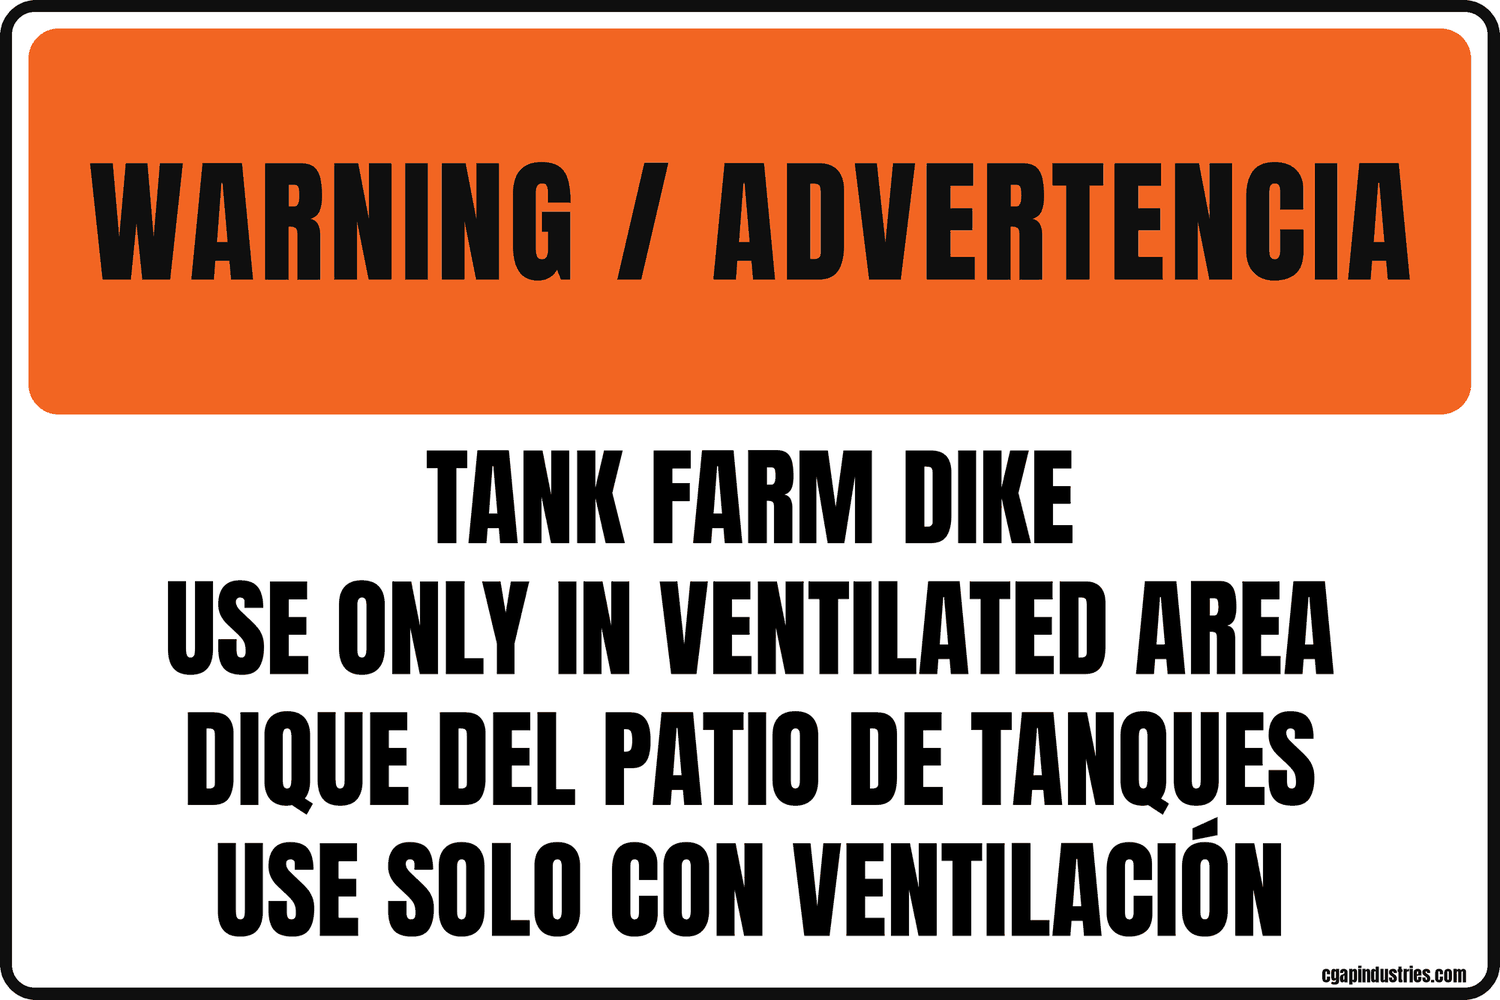 WARNING / ADVERTENCIA
TANK FARM DIKE
USE ONLY IN VENTILATED AREA
DIQUE DEL PATIO DE TANQUES
USE SOLO CON VENTILACIÓN
cgapindustries.com